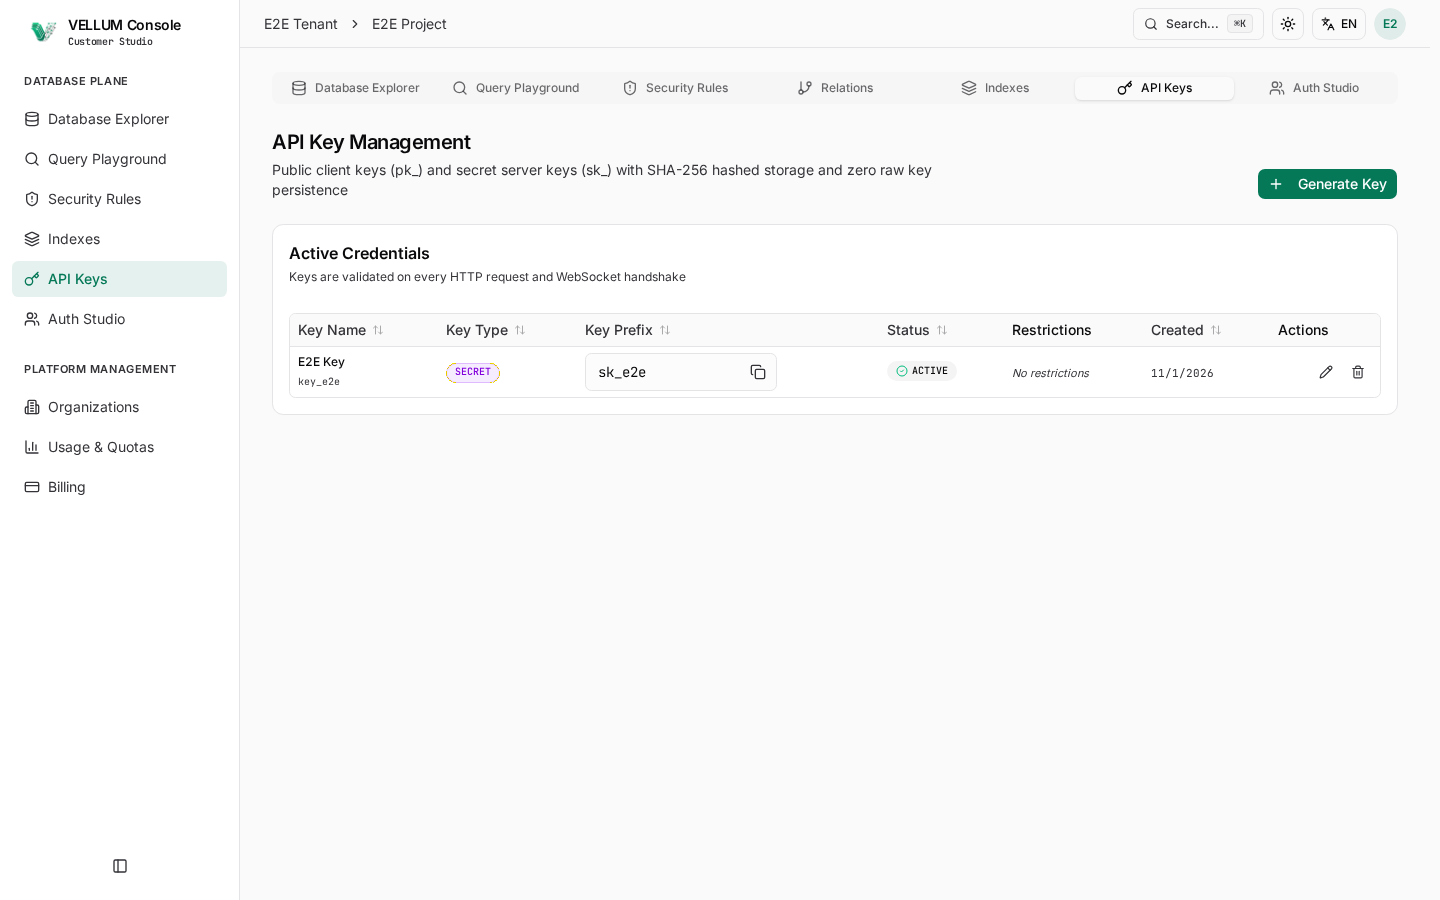 VELLUM Console
Customer Studio
DATABASE PLANE
Database Explorer
Query Playground
Security Rules
Indexes
API Keys
Auth Studio
PLATFORM MANAGEMENT
Organizations
Usage & Quotas
Billing
E2E Tenant > E2E Project
Search... ⌘K
EN
E2
Database Explorer
Query Playground
Security Rules
Relations
Indexes
API Keys
Auth Studio
API Key Management
Public client keys (pk_) and secret server keys (sk_) with SHA-256 hashed storage and zero raw key
persistence
Generate Key
Active Credentials
Keys are validated on every HTTP request and WebSocket handshake
Key Name Key Type Key Prefix Status Restrictions Created Actions
E2E Key
key_e2e
SECRET
sk_e2e
ACTIVE
No restrictions
11/1/2026